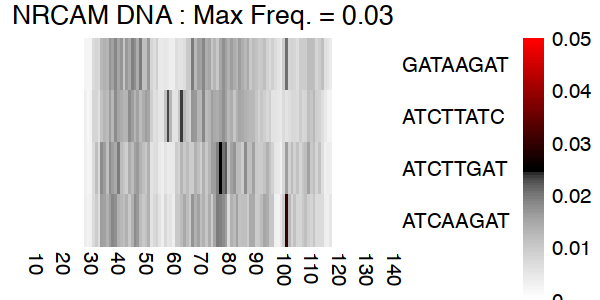 NRCAM DNA : Max Freq. = 0.03
GATAAGAT
ATCTTATC
ATCTTGAT
ATCAAGAT
0.05
0.04
0.03
0.02
0.01
10 20 30 40 50 60 70 80 90 100 110 120 130 140